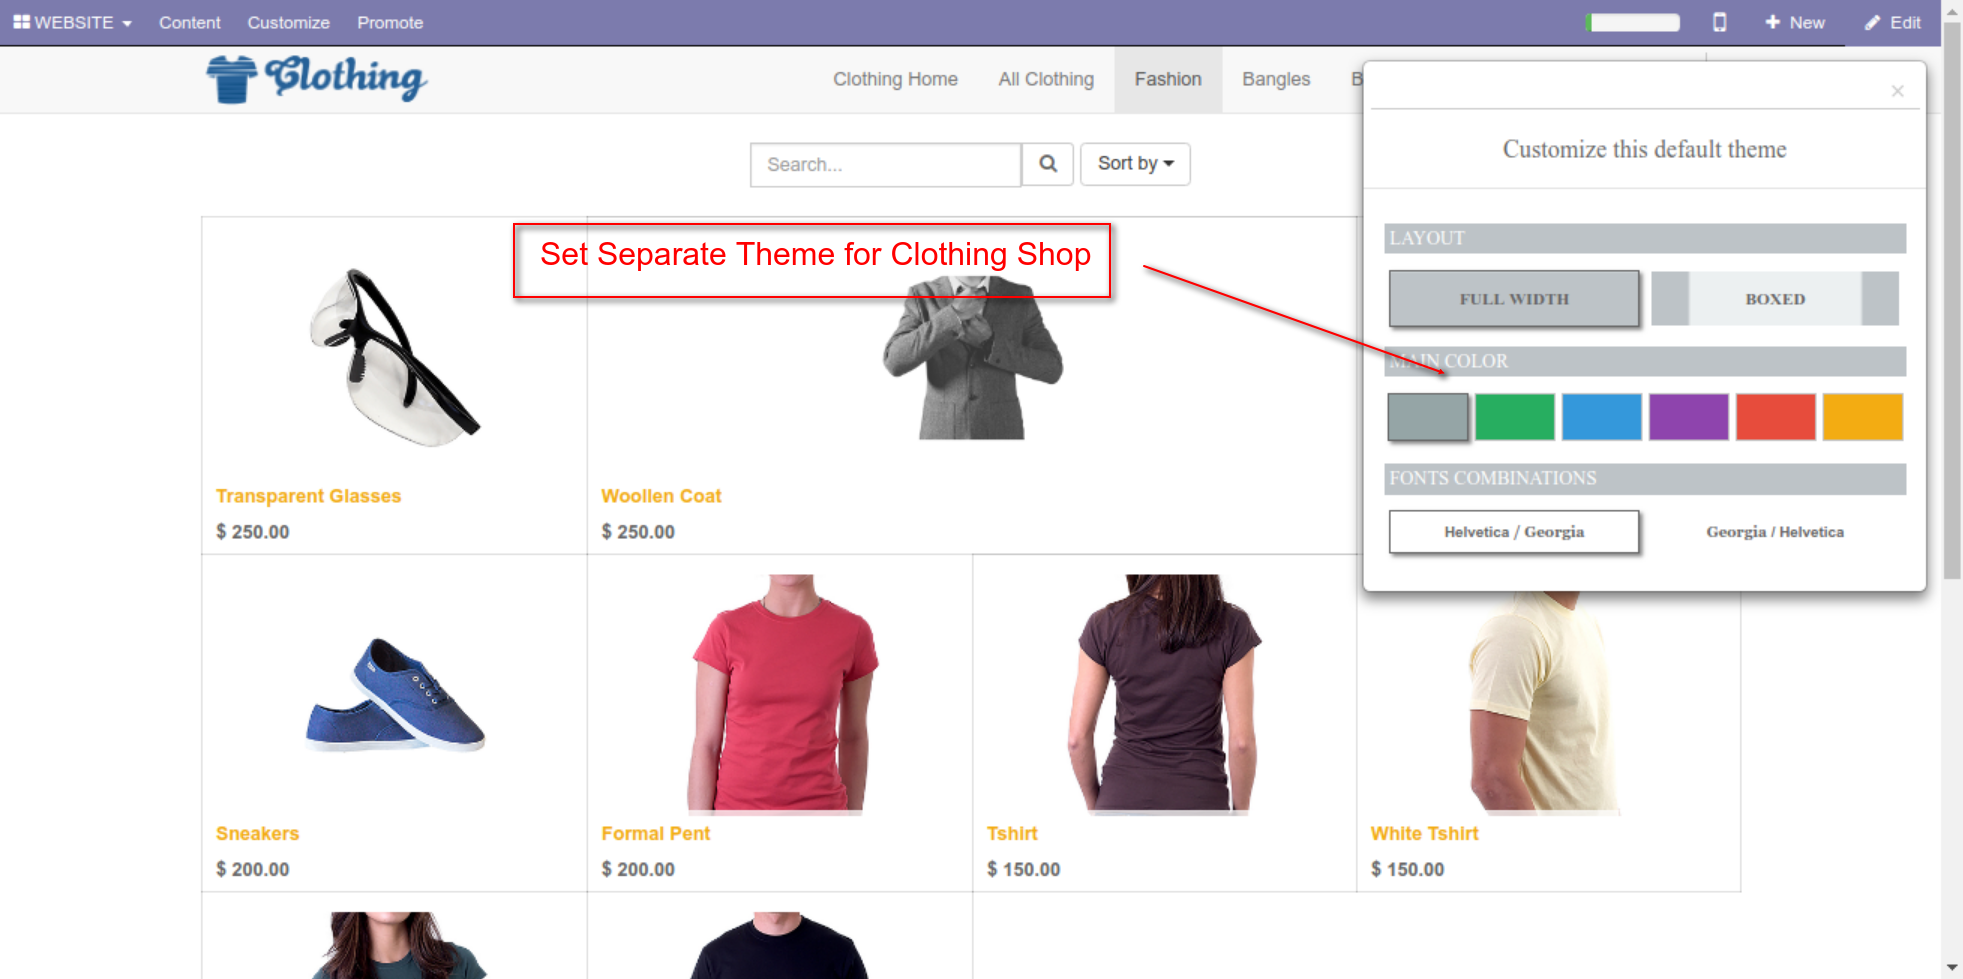 WEBSITE Content Customize Promote New Edit
Clothing Clothing Home All Clothing Fashion Bangles B
×
Customize this default theme
Search... Sort by
LAYOUT
Set Separate Theme for Clothing Shop
FULL WIDTH BOXED
MAIN COLOR
FONTS COMBINATIONS
Helvetica / Georgia Georgia / Helvetica
Transparent Glasses Woollen Coat
$ 250.00 $ 250.00
Sneakers Formal Pent Tshirt White Tshirt
$ 200.00 $ 200.00 $ 150.00 $ 150.00